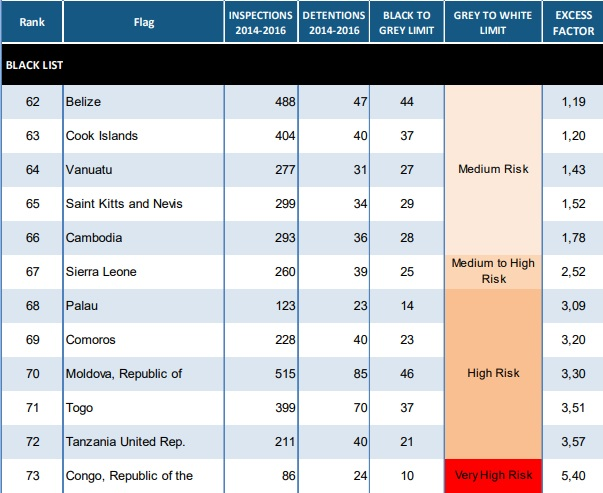 Rank Flag INSPECTIONS 2014-2016 DETENTIONS 2014-2016 BLACK TO GREY LIMIT GREY TO WHITE LIMIT EXCESS FACTOR
BLACK LIST
62 Belize 488 47 44 1,19
63 Cook Islands 404 40 37 1,20
64 Vanuatu 277 31 27 Medium Risk 1,43
65 Saint Kitts and Nevis 299 34 29 1,52
66 Cambodia 293 36 28 1,78
67 Sierra Leone 260 39 25 Medium to High Risk 2,52
68 Palau 123 23 14 3,09
69 Comoros 228 40 23 3,20
70 Moldova, Republic of 515 85 46 High Risk 3,30
71 Togo 399 70 37 3,51
72 Tanzania United Rep. 211 40 21 3,57
73 Congo, Republic of the 86 24 10 Very High Risk 5,40